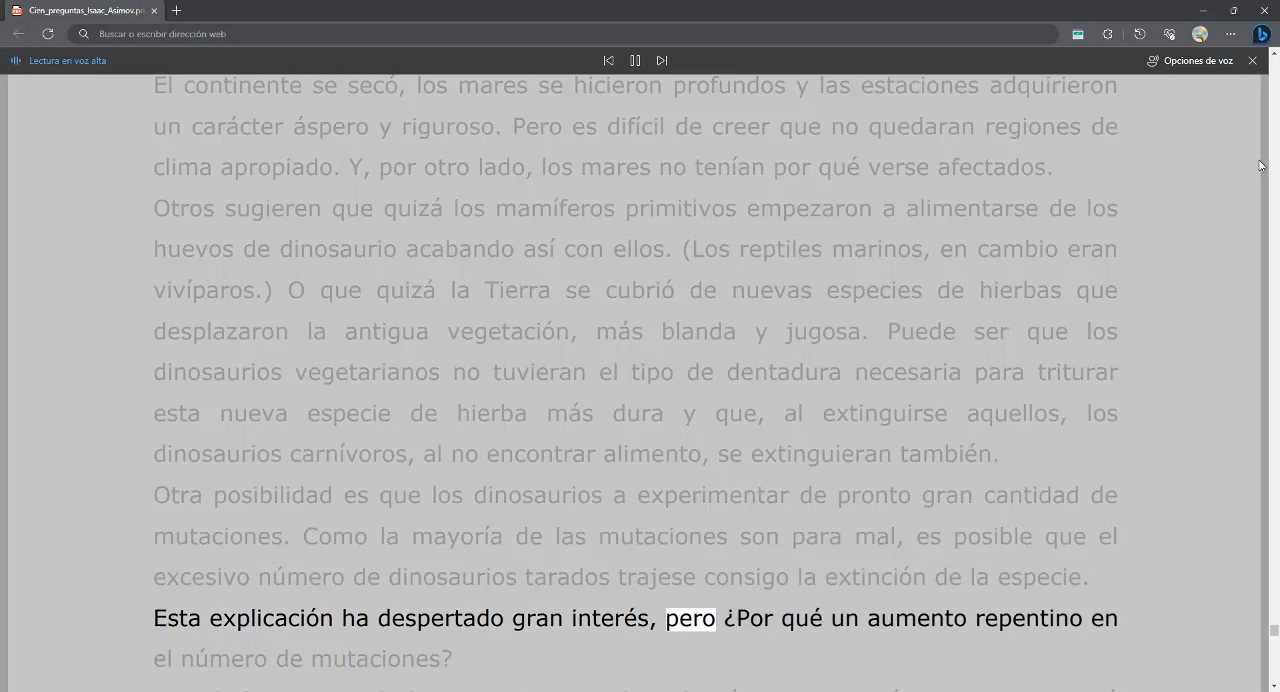 Cien_preguntas_Isaac_Asimov.pd
Buscar o escribir dirección web
Lectura en voz alta
Opciones de voz
El continente se secó, los mares se hicieron profundos y las estaciones adquirieron
un carácter áspero y riguroso. Pero es difícil de creer que no quedaran regiones de
clima apropiado. Y, por otro lado, los mares no tenían por qué verse afectados.
Otros sugieren que quizá los mamíferos primitivos empezaron a alimentarse de los
huevos de dinosaurio acabando así con ellos. (Los reptiles marinos, en cambio eran
vivíparos.) O que quizá la Tierra se cubrió de nuevas especies de hierbas que
desplazaron la antigua vegetación, más blanda y jugosa. Puede ser que los
dinosaurios vegetarianos no tuvieran el tipo de dentadura necesaria para triturar
esta nueva especie de hierba más dura y que, al extinguirse aquellos, los
dinosaurios carnívoros, al no encontrar alimento, se extinguieran también.
Otra posibilidad es que los dinosaurios a experimentar de pronto gran cantidad de
mutaciones. Como la mayoría de las mutaciones son para mal, es posible que el
excesivo número de dinosaurios tarados trajese consigo la extinción de la especie.
Esta explicación ha despertado gran interés, pero ¿Por qué un aumento repentino en
el número de mutaciones?